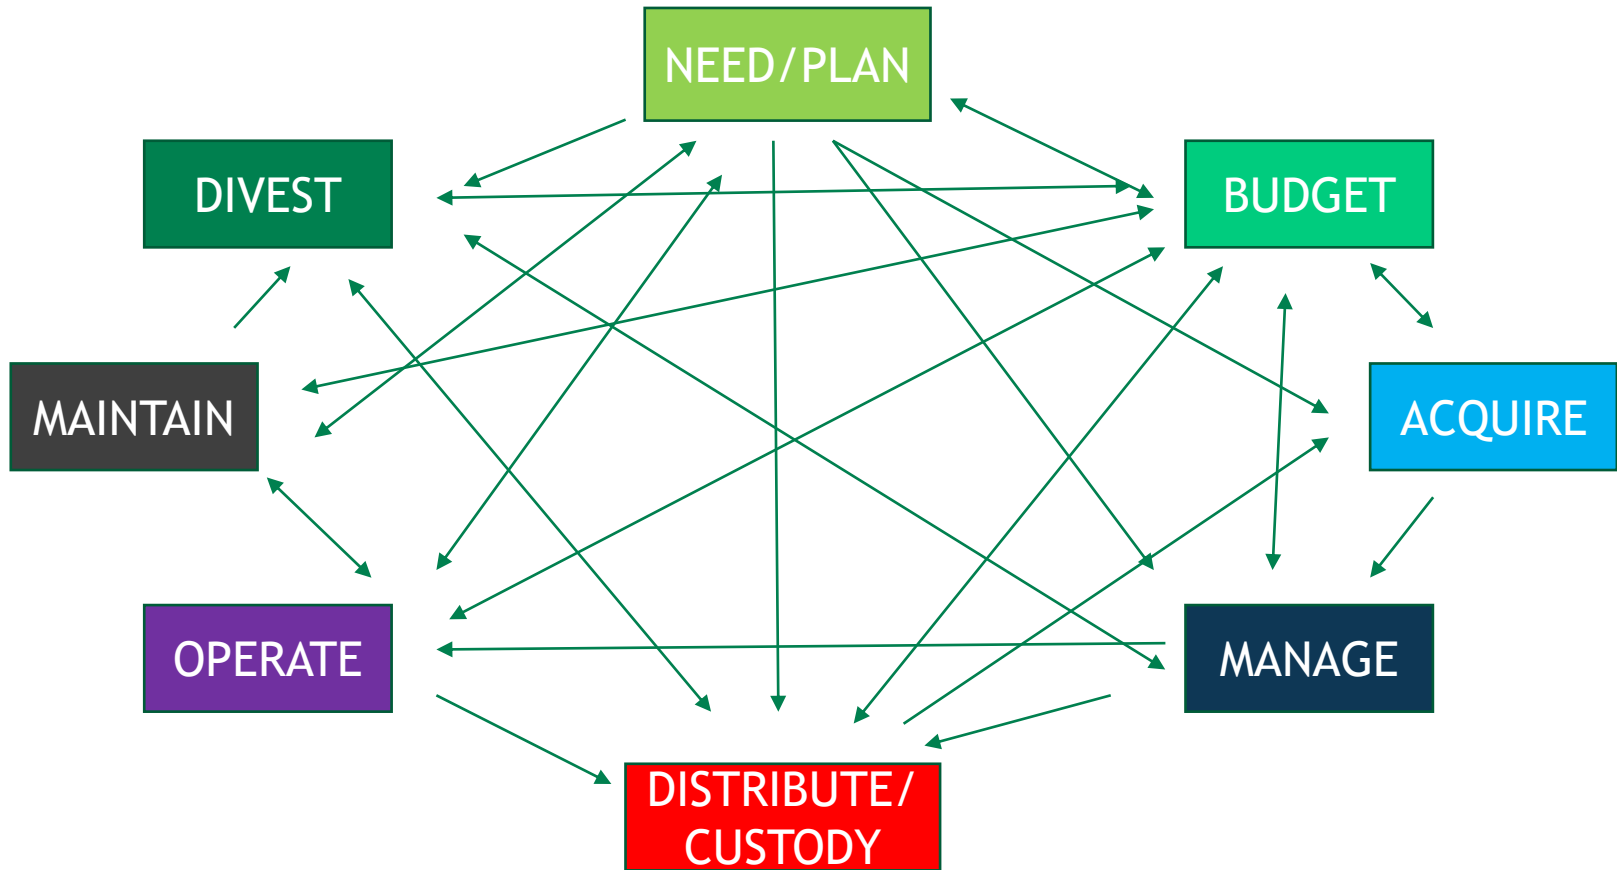 NEED/PLAN
DIVEST
BUDGET
MAINTAIN
ACQUIRE
OPERATE
MANAGE
DISTRIBUTE/
CUSTODY